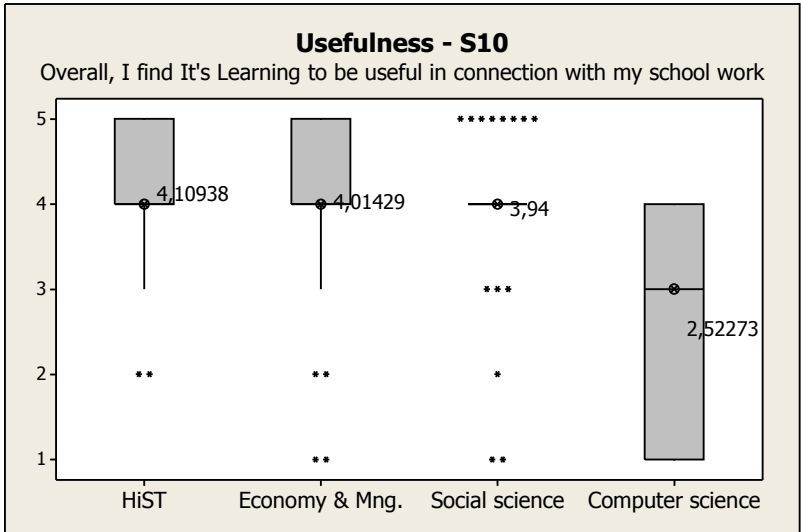 Usefulness - S10
Overall, I find It's Learning to be useful in connection with my school work
5
4
3
2
1
4,10938
4,01429
3,94
2,52273
HiST
Economy & Mng.
Social science
Computer science